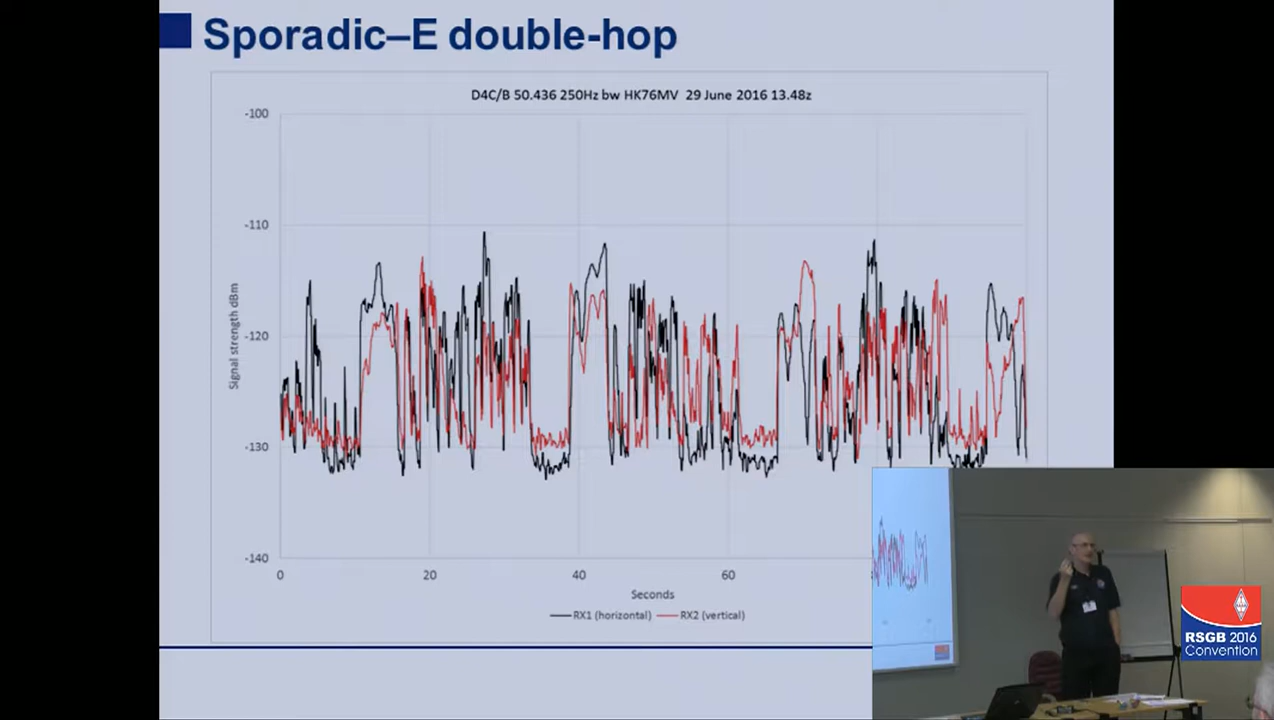 Sporadic–E double-hop
D4C/B 50.436 250Hz bw HK76MV 29 June 2016 13.48z
-100
-110
-120
-130
-140
Signal strength dBm
0
20
40
60
Seconds
RX1 (horizontal)
RX2 (vertical)
RSGB 2016
Convention